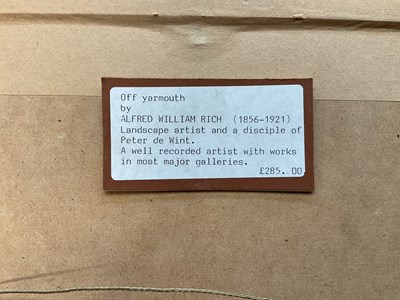 Off yarmouth
by
ALFRED WILLIAM RICH (1856-1921)
Landscape artist and a disciple of
Peter de Wint.
A well recorded artist with works
in most major galleries.
£285. 00.